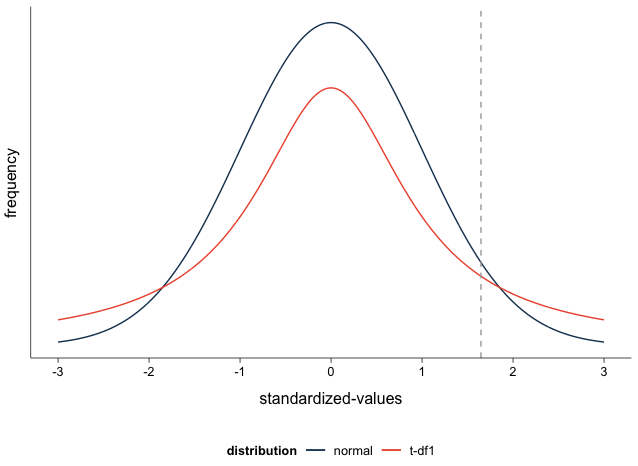 frequency
-3 -2 -1 0 1 2 3
standardized-values
distribution normal t-df1